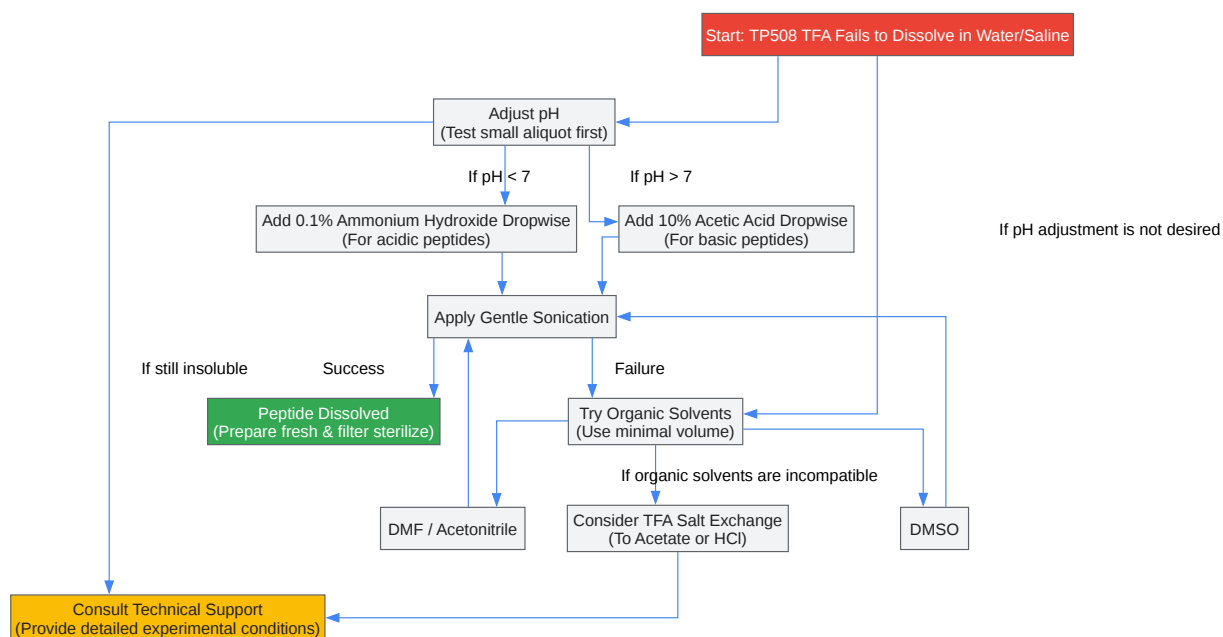 Start: TP508 TFA Fails to Dissolve in Water/Saline
Adjust pH
(Test small aliquot first)
If pH < 7
If pH > 7
Add 0.1% Ammonium Hydroxide Dropwise
(For acidic peptides)
Add 10% Acetic Acid Dropwise
(For basic peptides)
If pH adjustment is not desired
Apply Gentle Sonication
If still insoluble
Success
Failure
Peptide Dissolved
(Prepare fresh & filter sterilize)
Try Organic Solvents
(Use minimal volume)
If organic solvents are incompatible
DMF / Acetonitrile
Consider TFA Salt Exchange
(To Acetate or HCl)
DMSO
Consult Technical Support
(Provide detailed experimental conditions)